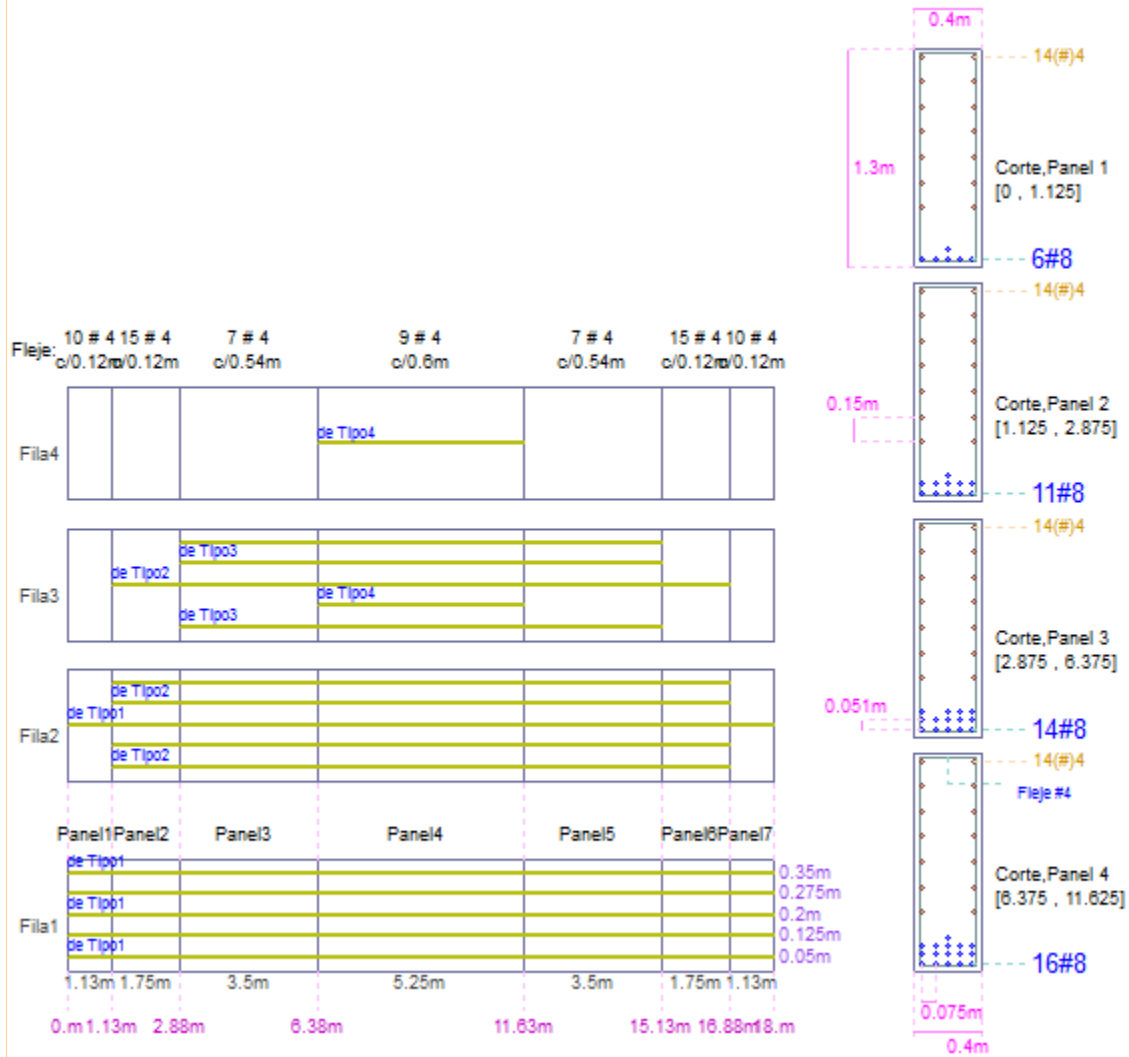 0.4m
14(#)4
1.3m
Corte,Panel 1
[0 , 1.125]
6#8
14(#)4
Fleje:
10 # 4
c/0.12m
15 # 4
c/0.12m
7 # 4
c/0.54m
9 # 4
c/0.6m
7 # 4
c/0.54m
15 # 4
c/0.12m
10 # 4
c/0.12m
0.15m
Corte,Panel 2
[1.125 , 2.875]
11#8
Fila4
de Tipo4
14(#)4
Fila3
de Tipo3
de Tipo2
de Tipo4
de Tipo3
Corte,Panel 3
[2.875 , 6.375]
0.051m
14#8
Fila2
de Tipo2
de Tipo1
de Tipo2
14(#)4
Fleje #4
Panel1
Panel2
Panel3
Panel4
Panel5
Panel6
Panel7
Fila1
de Tipo1
de Tipo1
de Tipo1
0.35m
0.275m
0.2m
0.125m
0.05m
Corte,Panel 4
[6.375 , 11.625]
16#8
1.13m
1.75m
3.5m
5.25m
3.5m
1.75m
1.13m
0.075m
0.m
1.13m
2.88m
6.38m
11.63m
15.13m
16.88m
18.m
0.4m